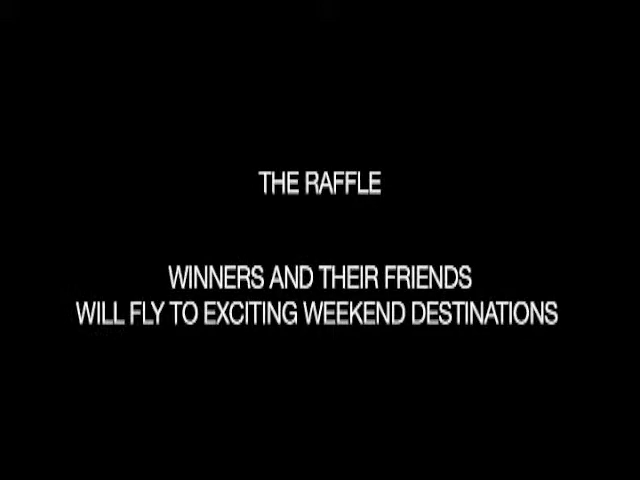 THE RAFFLE
WINNERS AND THEIR FRIENDS
WILL FLY TO EXCITING WEEKEND DESTINATIONS